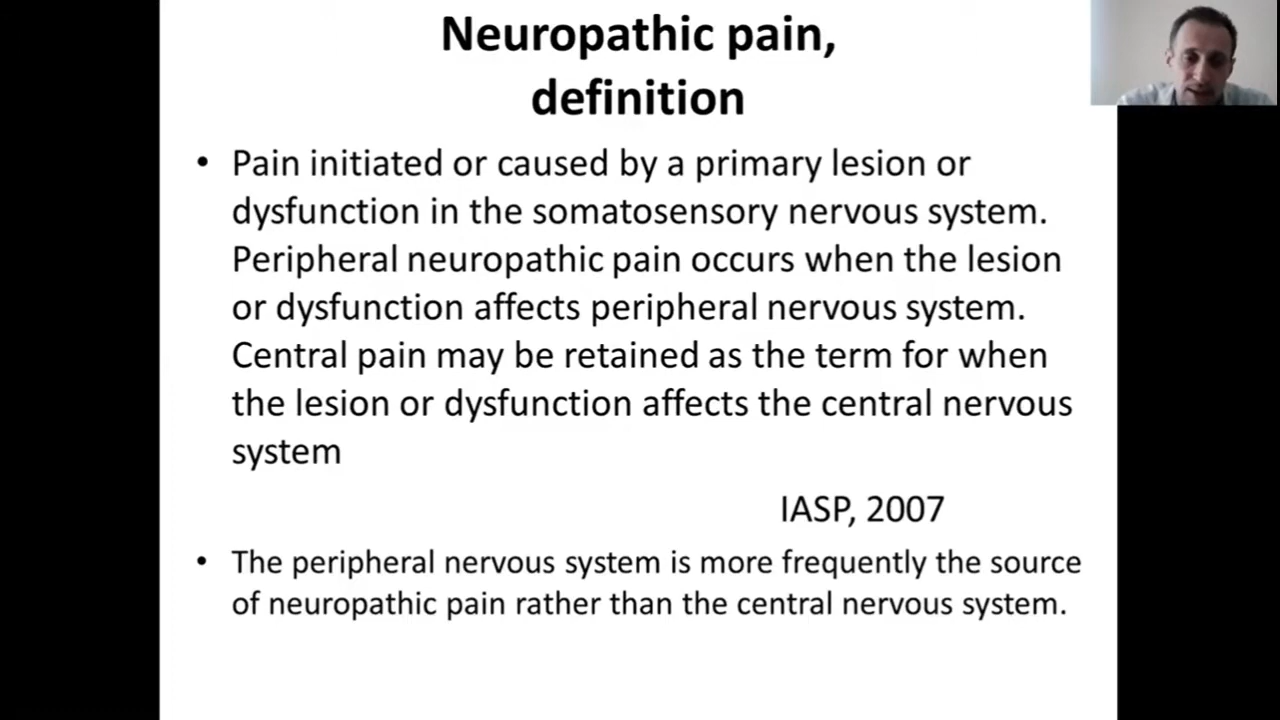 Neuropathic pain,
definition
• Pain initiated or caused by a primary lesion or
dysfunction in the somatosensory nervous system.
Peripheral neuropathic pain occurs when the lesion
or dysfunction affects peripheral nervous system.
Central pain may be retained as the term for when
the lesion or dysfunction affects the central nervous
system
IASP, 2007
• The peripheral nervous system is more frequently the source
of neuropathic pain rather than the central nervous system.